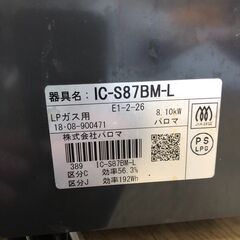 器具名: IC-S87BM-L
E1-2-26
LPガス用 8.10kW
18·08-900471 パロマ
株式会社パロマ
389 IC-S87BM-L
区分C 効率56.3%
区分J 効率192Wh
JIA
PS
LPG